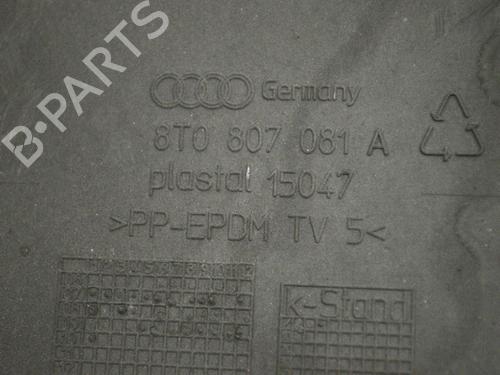 B-PARTS
Germany
8T0 807 081 A
plastal 15047
>PP-EPDM TV 5<
K-Stand